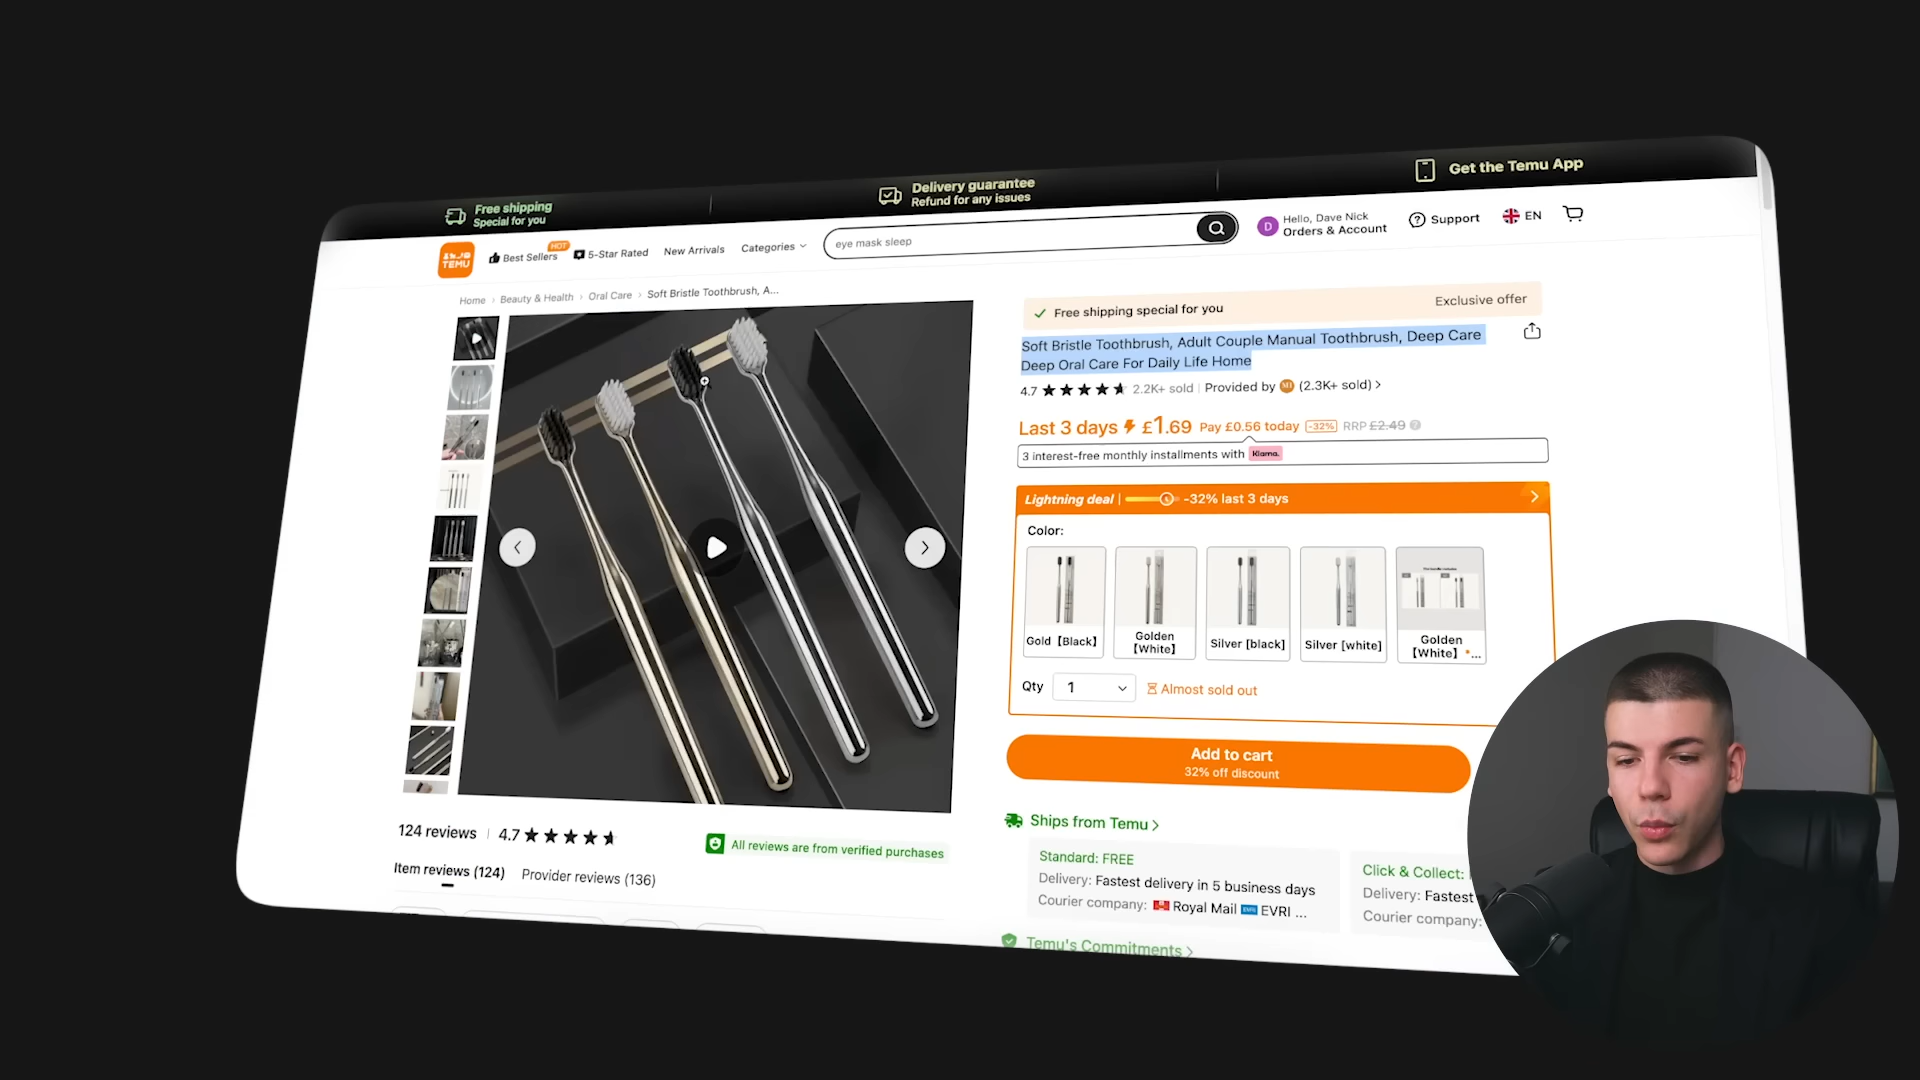 Free shipping
Special for you
Delivery guarantee
Refund for any issues
Get the Temu App
TEMU
Best Sellers
HOT
5-Star Rated
New Arrivals
Categories
eye mask sleep
D
Hello, Dave Nick
Orders & Account
Support
EN
Home › Beauty & Health › Oral Care › Soft Bristle Toothbrush, A...
Free shipping special for you
Exclusive offer
Soft Bristle Toothbrush, Adult Couple Manual Toothbrush, Deep Care
Deep Oral Care For Daily Life Home
4.7 2.2K+ sold Provided by (2.3K+ sold) >
Last 3 days £1.69 Pay £0.56 today -32% RRP £2.49
3 interest-free monthly installments with Klarna.
Lightning deal -32% last 3 days
Color:
Gold【Black】
Golden
【White】
Silver [black]
Silver [white]
Golden
【White】 *...
Qty 1 Almost sold out
Add to cart
32% off discount
124 reviews 4.7
All reviews are from verified purchases
Item reviews (124)
Provider reviews (136)
Ships from Temu >
Standard: FREE
Delivery: Fastest delivery in 5 business days
Courier company: Royal Mail EVRI ...
Click & Collect:
Delivery: Fastest
Courier company:
Temu's Commitments >